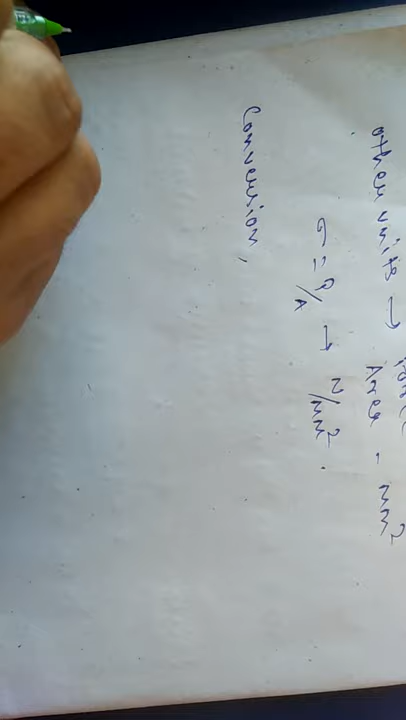 other units →
Area - mm²
σ = P/A → N/mm².
Conversion,